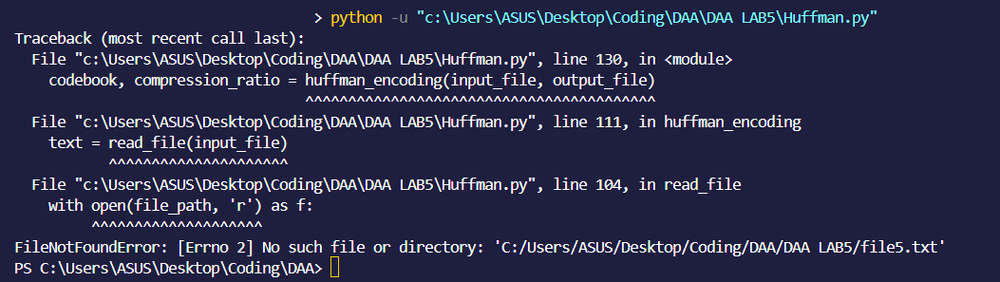 > python -u "c:\Users\ASUS\Desktop\Coding\DAA\DAA LAB5\Huffman.py"
Traceback (most recent call last):
  File "c:\Users\ASUS\Desktop\Coding\DAA\DAA LAB5\Huffman.py", line 130, in <module>
    codebook, compression_ratio = huffman_encoding(input_file, output_file)
                                  ^^^^^^^^^^^^^^^^^^^^^^^^^^^^^^^^^^^^^^^^^
  File "c:\Users\ASUS\Desktop\Coding\DAA\DAA LAB5\Huffman.py", line 111, in huffman_encoding
    text = read_file(input_file)
           ^^^^^^^^^^^^^^^^^^^^^
  File "c:\Users\ASUS\Desktop\Coding\DAA\DAA LAB5\Huffman.py", line 104, in read_file
    with open(file_path, 'r') as f:
         ^^^^^^^^^^^^^^^^^^^^
FileNotFoundError: [Errno 2] No such file or directory: 'C:/Users/ASUS/Desktop/Coding/DAA/DAA LAB5/file5.txt'
PS C:\Users\ASUS\Desktop\Coding\DAA>